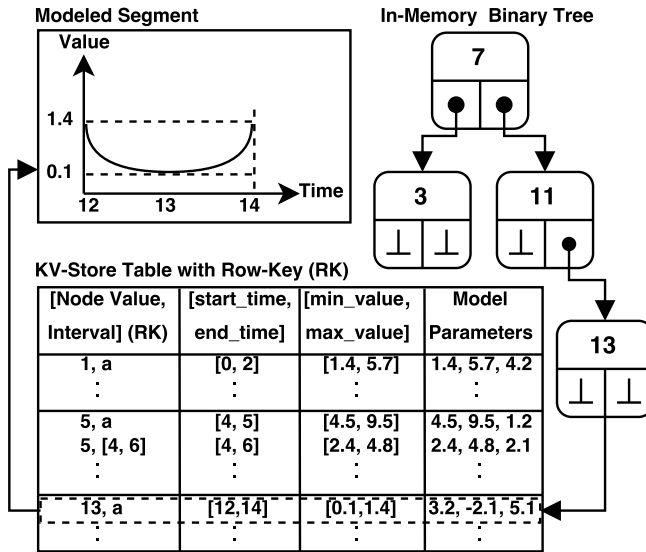 Modeled Segment
In-Memory Binary Tree
Value
1.4
0.1
12 13 14
Time
7
3
11
⊥ ⊥
⊥
13
⊥ ⊥
KV-Store Table with Row-Key (RK)
[Node Value, Interval] (RK) [start_time, end_time] [min_value, max_value] Model Parameters
1, a [0, 2] [1.4, 5.7] 1.4, 5.7, 4.2
: : : :
5, a [4, 5] [4.5, 9.5] 4.5, 9.5, 1.2
5, [4, 6] [4, 6] [2.4, 4.8] 2.4, 4.8, 2.1
: : : :
13, a [12,14] [0.1,1.4] 3.2, -2.1, 5.1
: : : :